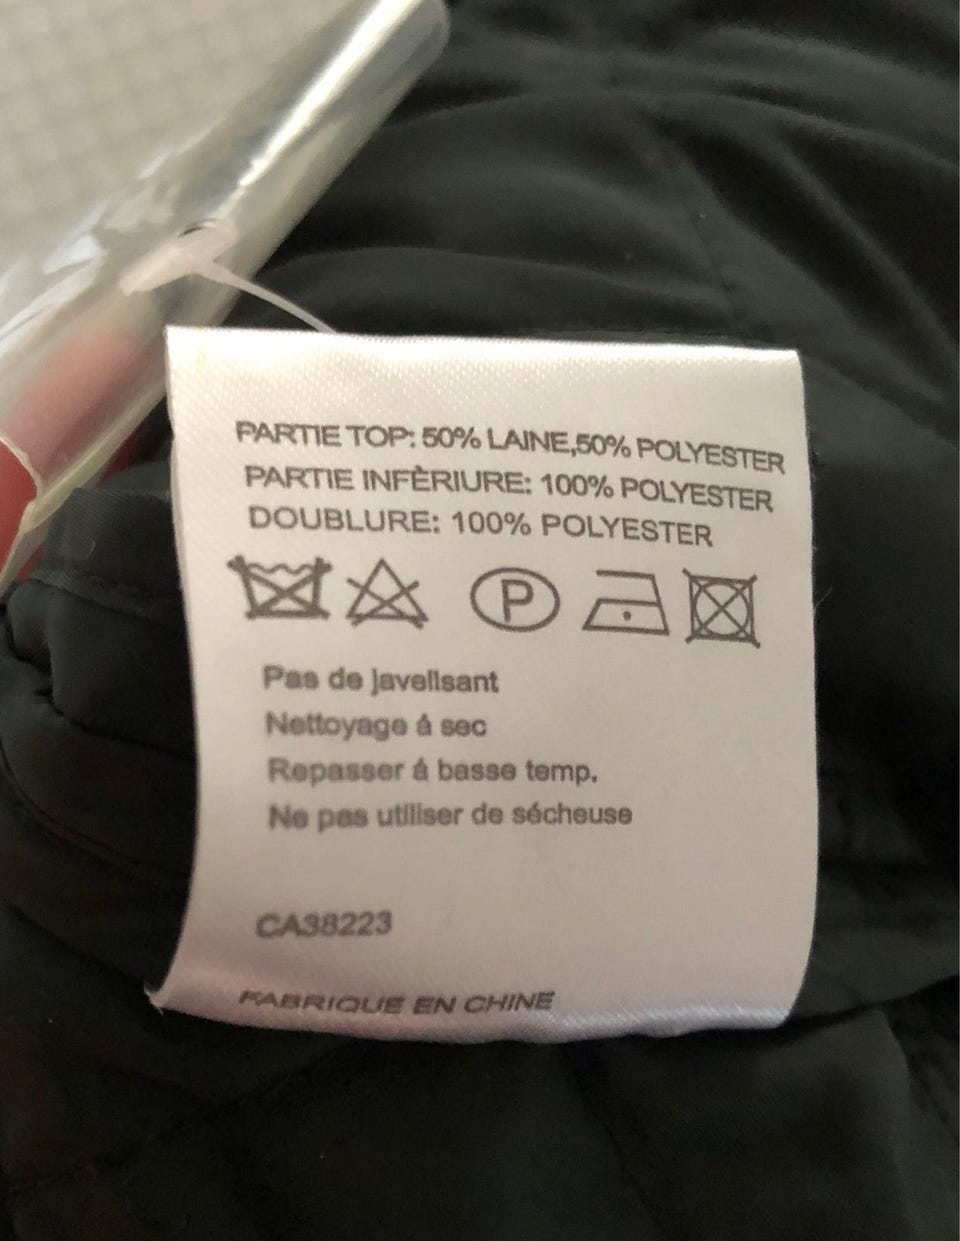 PARTIE TOP: 50% LAINE,50% POLYESTER
PARTIE INFÈRIURE: 100% POLYESTER
DOUBLURE: 100% POLYESTER
P
Pas de javelisant
Nettoyage á sec
Repasser á basse temp.
Ne pas utiliser de sécheuse
CA38223
FABRIQUE EN CHINE